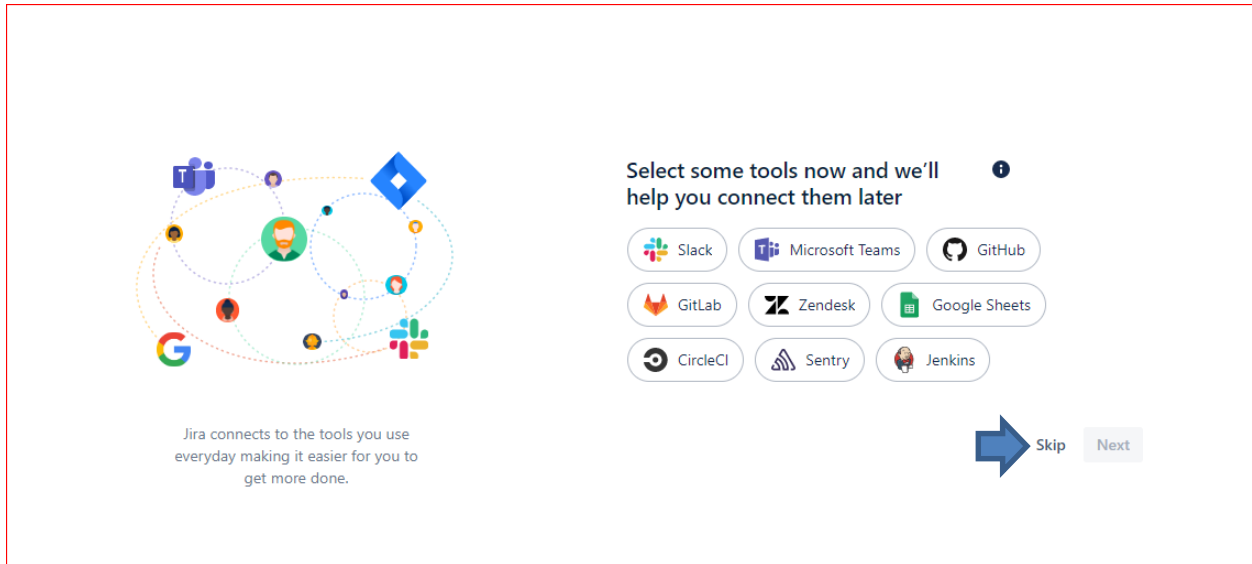 Select some tools now and we'll
help you connect them later
Slack
Microsoft Teams
GitHub
GitLab
Zendesk
Google Sheets
CircleCI
Sentry
Jenkins
Jira connects to the tools you use
everyday making it easier for you to
get more done.
Skip
Next